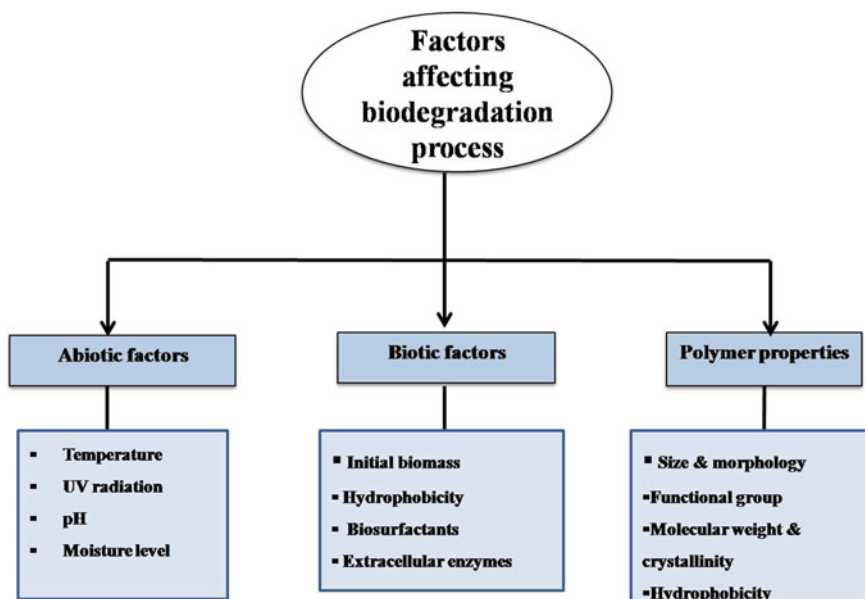 Factors
affecting
biodegradation
process
Abiotic factors
Biotic factors
Polymer properties
▪ Temperature
▪ UV radiation
▪ pH
▪ Moisture level
▪ Initial biomass
▪ Hydrophobicity
▪ Biosurfactants
▪ Extracellular enzymes
▪ Size & morphology
▪Functional group
▪Molecular weight &
crystallinity
▪Hydrophobicity